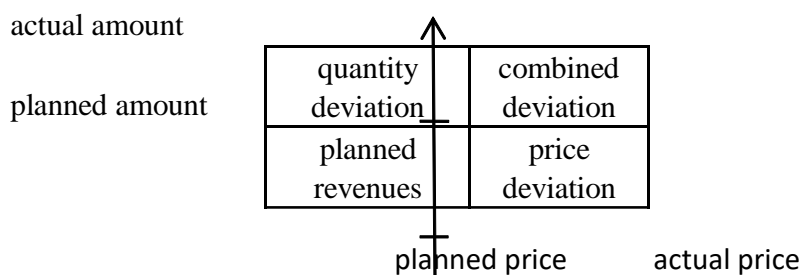 actual amount
quantity combined
planned amount deviation deviation
planned price
revenues deviation
planned price actual price